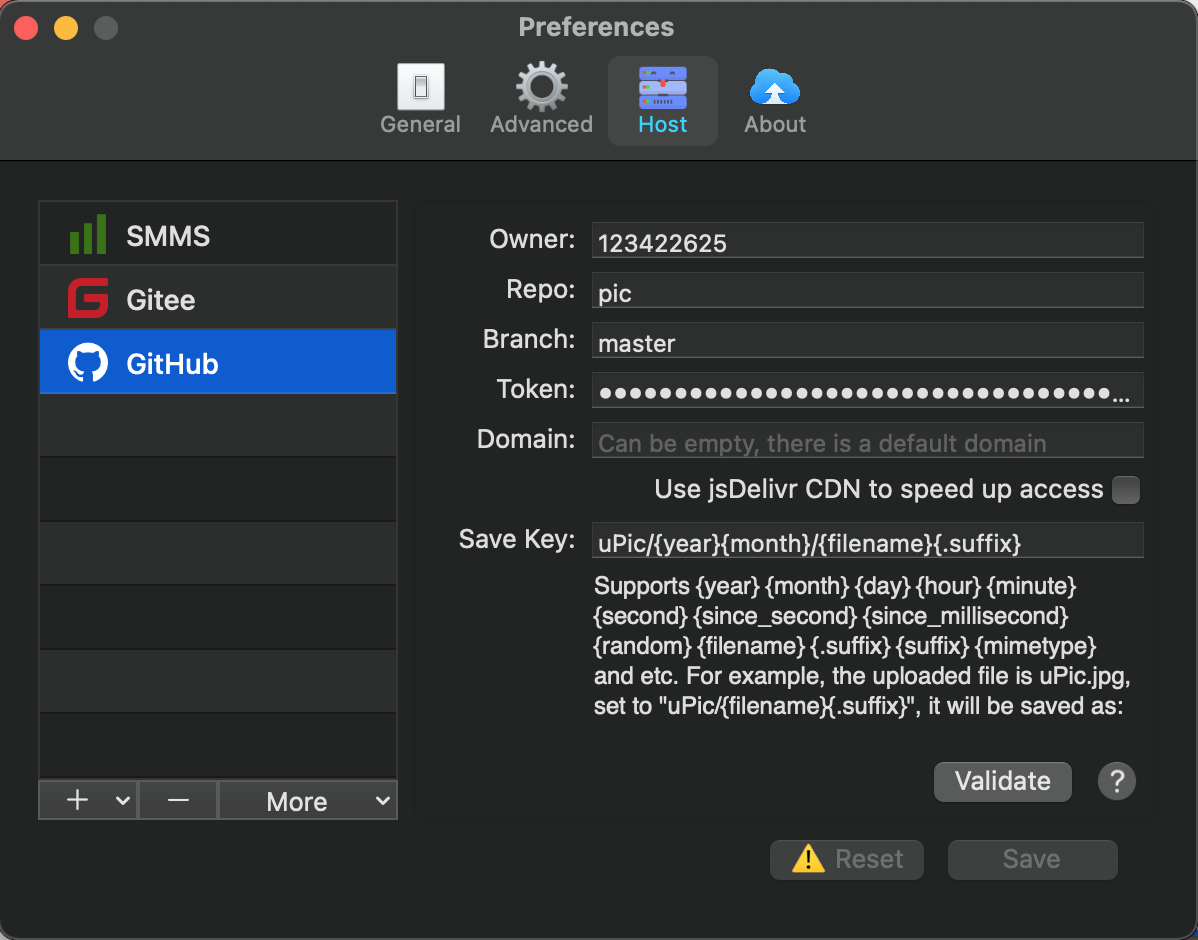 Preferences
General
Advanced
Host
About
SMMS
Gitee
GitHub
More
Owner:
123422625
Repo:
pic
Branch:
master
Token:
●●●●●●●●●●●●●●●●●●●●●●●●●●●●●●●●●●...
Domain:
Can be empty, there is a default domain
Use jsDelivr CDN to speed up access
Save Key:
uPic/{year}{month}/{filename}{.suffix}
Supports {year} {month} {day} {hour} {minute}
{second} {since_second} {since_millisecond}
{random} {filename} {.suffix} {suffix} {mimetype}
and etc. For example, the uploaded file is uPic.jpg,
set to "uPic/{filename}{.suffix}", it will be saved as:
Validate
?
Reset
Save